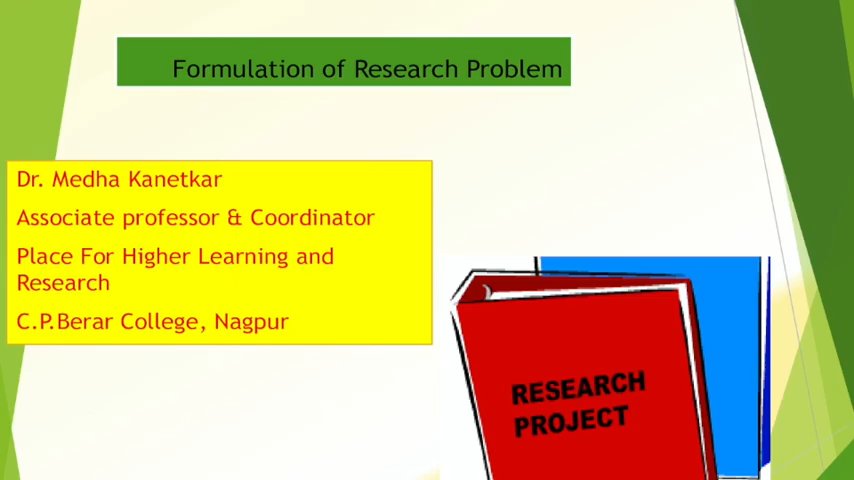 Formulation of Research Problem
Dr. Medha Kanetkar
Associate professor & Coordinator
Place For Higher Learning and
Research
C.P.Berar College, Nagpur
RESEARCH
PROJECT